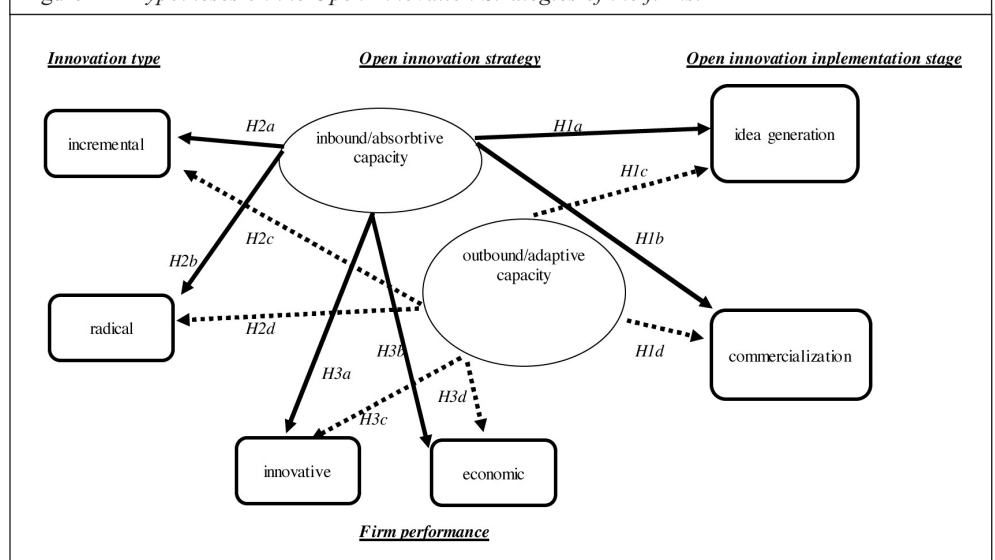 Innovation type
Open innovation strategy
Open innovation inplementation stage
incremental
H2a
inbound/absorbtive
capacity
H1a
idea generation
H1c
H2c
H2b
outbound/adaptive
capacity
H1b
radical
H2d
H3b
H1d
commercialization
H3a
H3c
H3d
innovative
economic
Firm performance